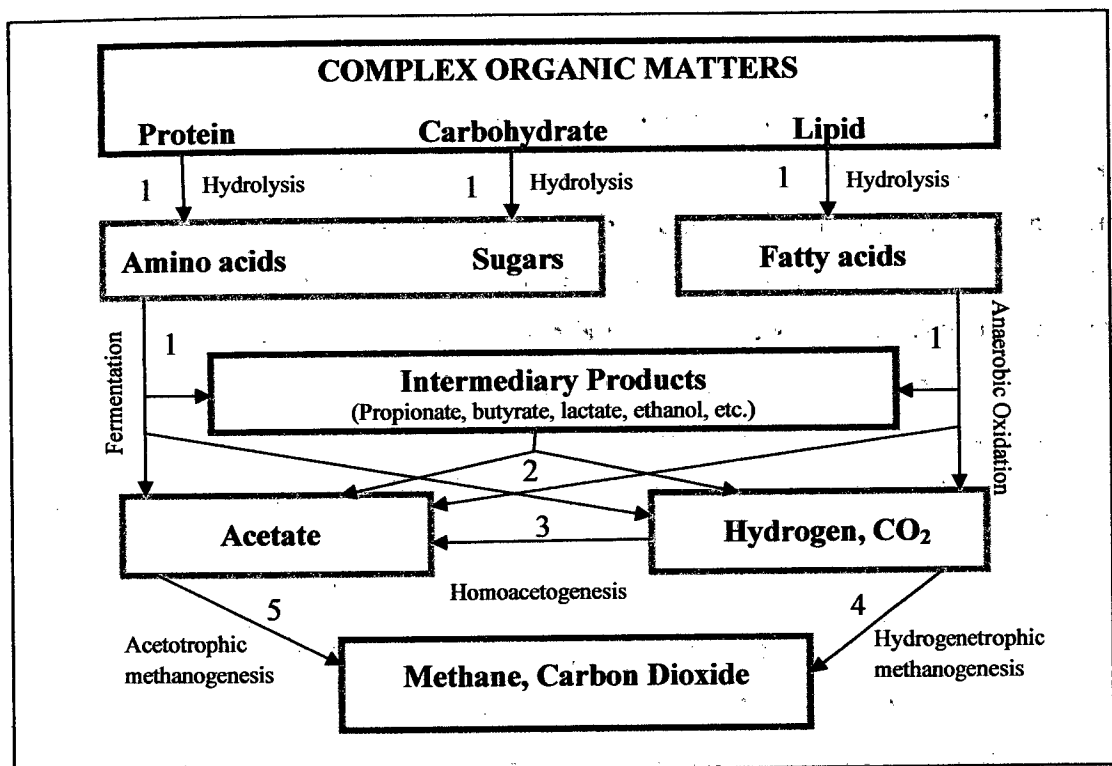 COMPLEX ORGANIC MATTERS
Protein Carbohydrate Lipid
1 Hydrolysis 1 Hydrolysis 1 Hydrolysis
Amino acids Sugars Fatty acids
Fermentation
1
1
Anaerobic Oxidation
Intermediary Products
(Propionate, butyrate, lactate, ethanol, etc.)
2
Acetate
3
Hydrogen, CO₂
Homoacetogenesis
5
4
Acetotrophic
methanogenesis
Hydrogenetrophic
methanogenesis
Methane, Carbon Dioxide